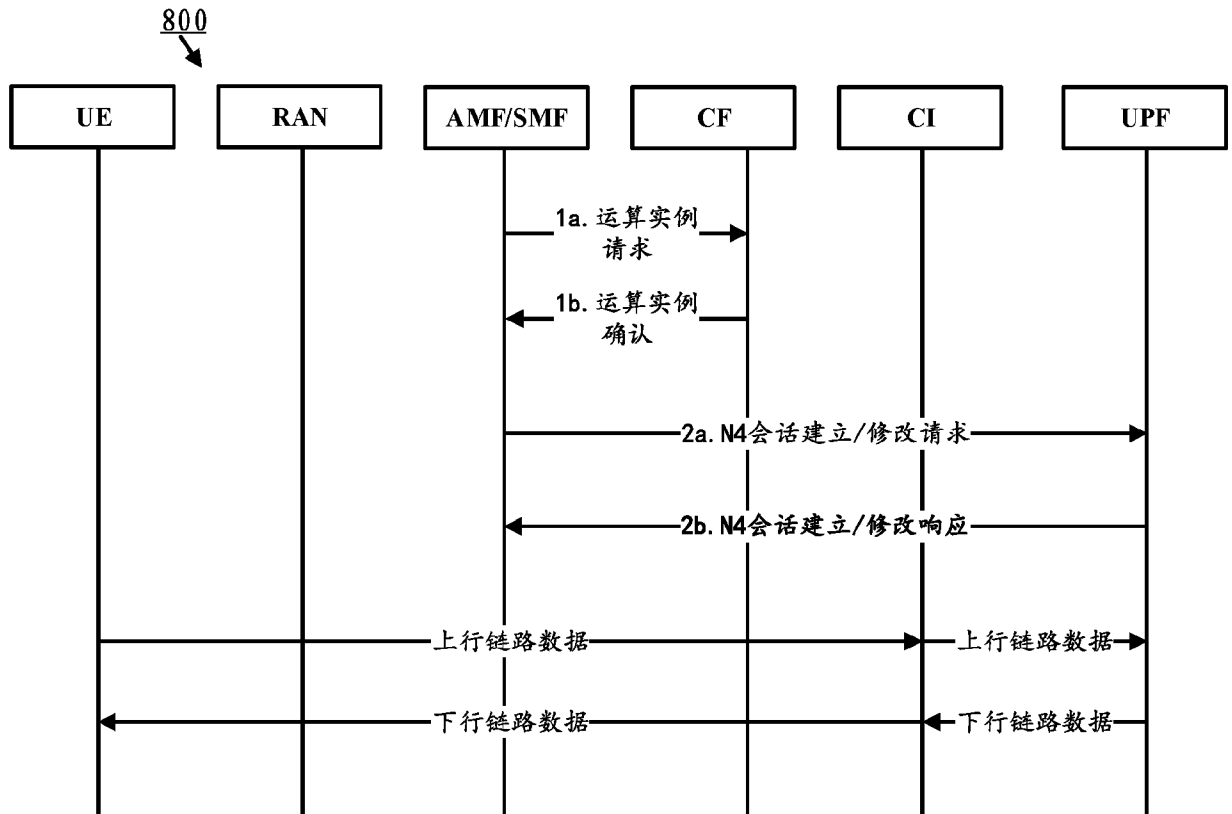 800
UE RAN AMF/SMF CF CI UPF
1a.运算实例
请求
1b.运算实例
确认
2a.N4会话建立/修改请求
2b.N4会话建立/修改响应
上行链路数据 上行链路数据
下行链路数据 下行链路数据